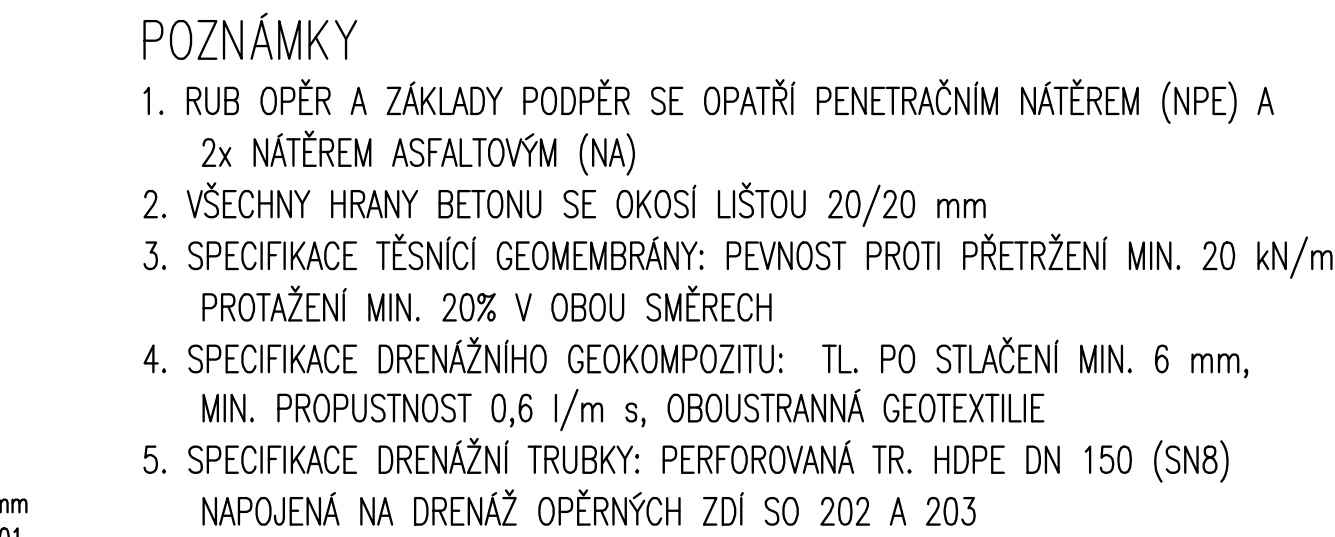 POZNÁMKY
1. RUB OPĚR A ZÁKLADY PODPĚR SE OPATŘÍ PENETRAČNÍM NÁTĚREM (NPE) A
2x NÁTĚREM ASFALTOVÝM (NA)
2. VŠECHNY HRANY BETONU SE OKOSÍ LIŠTOU 20/20 mm
3. SPECIFIKACE TĚSNÍCÍ GEOMEMBRÁNY: PEVNOST PROTI PŘETRŽENÍ MIN. 20 kN/m
PROTAŽENÍ MIN. 20% V OBOU SMĚRECH
4. SPECIFIKACE DRENÁŽNÍHO GEOKOMPOZITU: TL. PO STLAČENÍ MIN. 6 mm,
MIN. PROPUSTNOST 0,6 l/m s, OBOUSTRANNÁ GEOTEXTILIE
5. SPECIFIKACE DRENÁŽNÍ TRUBKY: PERFOROVANÁ TR. HDPE DN 150 (SN8)
NAPOJENÁ NA DRENÁŽ OPĚRNÝCH ZDÍ SO 202 A 203